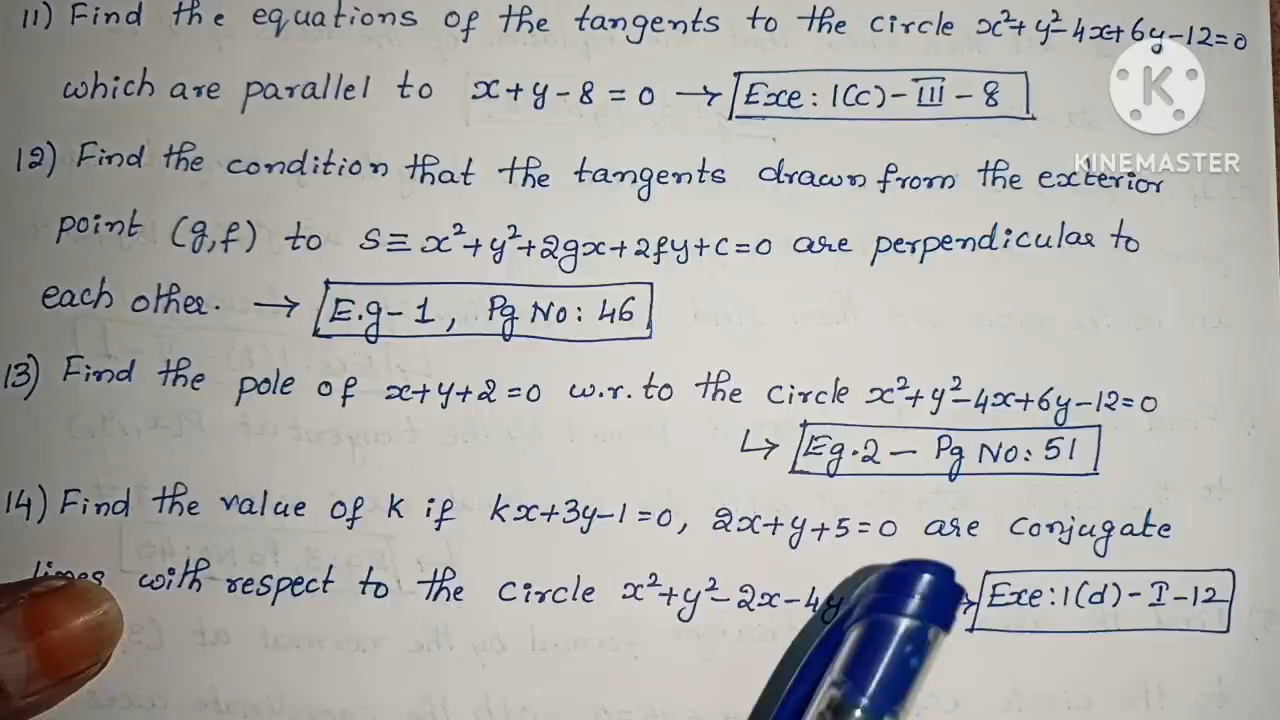 11) Find the equations of the tangents to the circle x²+y²-4x+6y-12=0
which are parallel to x+y-8=0 → Exe: 1(c)-III-8
K
KINEMASTER
12) Find the condition that the tangents drawn from the exterior
point (g,f) to S≡x²+y²+2gx+2fy+c=0 are perpendicular to
each other. → E.g-1, Pg No: 46
13) Find the pole of x+y+2=0 w.r. to the circle x²+y²-4x+6y-12=0
↳ Eg.2 - Pg No: 51
14) Find the value of K if kx+3y-1=0, 2x+y+5=0 are conjugate
lines with respect to the circle x²+y²-2x-4y → Exe: 1(d)-I-12